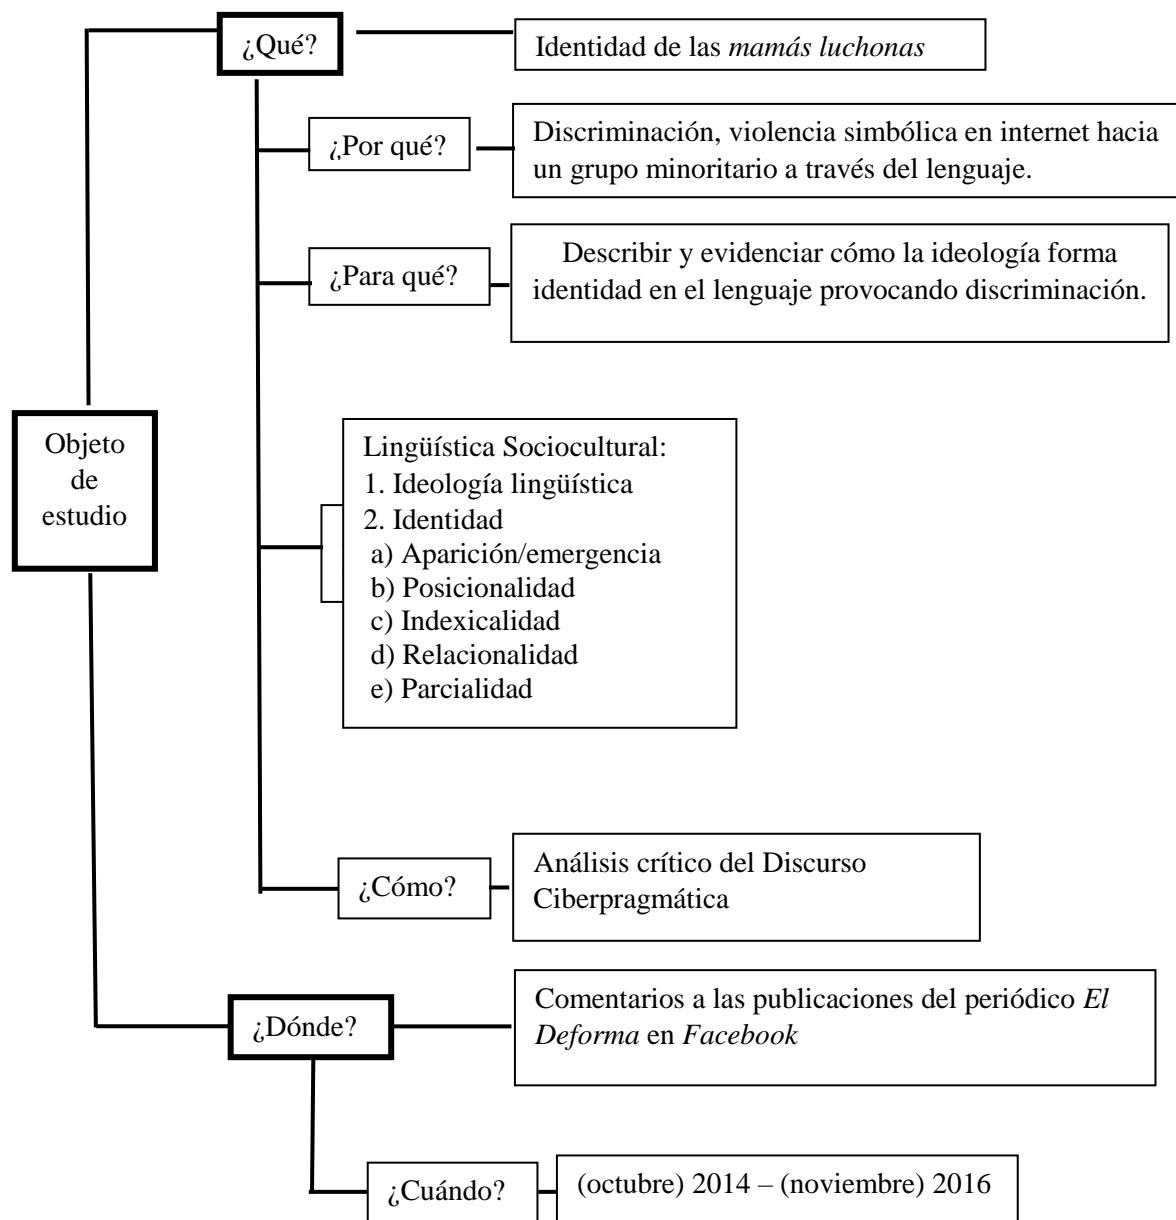 ¿Qué?
Identidad de las mamás luchonas
¿Por qué?
Discriminación, violencia simbólica en internet hacia
un grupo minoritario a través del lenguaje.
¿Para qué?
Describir y evidenciar cómo la ideología forma
identidad en el lenguaje provocando discriminación.
Objeto
de
estudio
Lingüística Sociocultural:
1. Ideología lingüística
2. Identidad
a) Aparición/emergencia
b) Posicionalidad
c) Indexicalidad
d) Relacionalidad
e) Parcialidad
¿Cómo?
Análisis crítico del Discurso
Ciberpragmática
¿Dónde?
Comentarios a las publicaciones del periódico El
Deforma en Facebook
¿Cuándo?
(octubre) 2014 – (noviembre) 2016